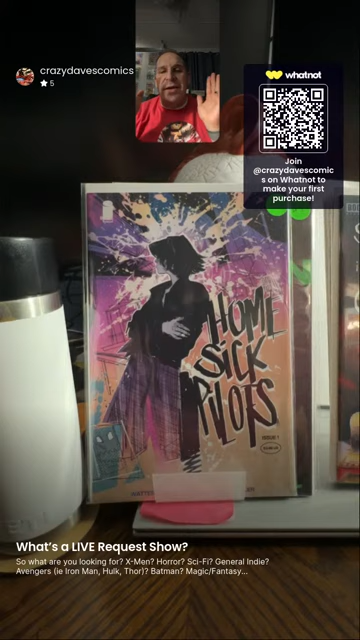 crazydavescomics
5
whatnot
Join
@crazydavescomic
s on Whatnot to
make your first
purchase!
HOME
SICK
PILOTS
What's a LIVE Request Show?
So what are you looking for? X-Men? Horror? Sci-Fi? General Indie?
Avengers (ie Iron Man, Hulk, Thor)? Batman? Magic/Fantasy...